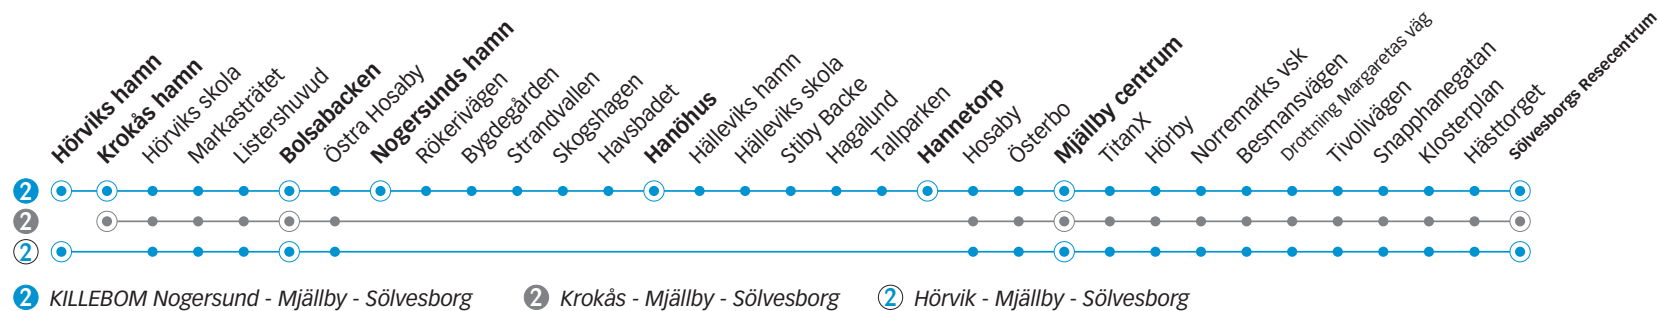 Hörviks hamn
Krokås hamn
Hörviks skola
Markasträtet
Listershuvud
Bolsabacken
Östra Hosaby
Nogersunds hamn
Rökerivägen
Bygdegården
Strandvallen
Skogshagen
Havsbadet
Hanöhus
Hälleviks hamn
Hälleviks skola
Stiby Backe
Hagalund
Tallparken
Hannetorp
Hosaby
Österbo
Mjällby centrum
TitanX
Hörby
Norremarks vsk
Besmansvägen
Drottning Margaretas väg
Tivolivägen
Snapphanegatan
Klosterplan
Hästtorget
Sölvesborgs Resecentrum
2
2
2
2 KILLEBOM Nogersund - Mjällby - Sölvesborg 2 Krokås - Mjällby - Sölvesborg 2 Hörvik - Mjällby - Sölvesborg